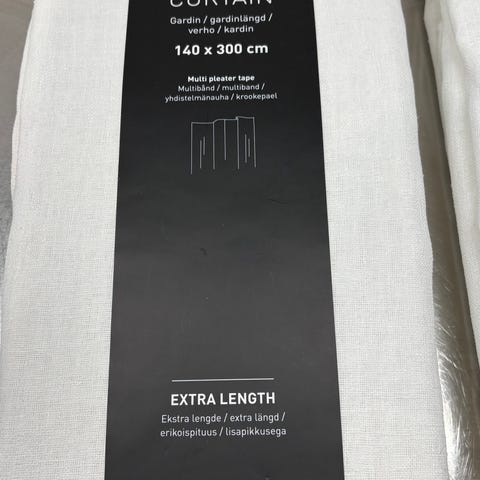 CURTAIN
Gardin / gardinlängd /
verho / kardin
140 x 300 cm
Multi pleater tape
Multibånd / multiband /
yhdistelmänauha / krookepael
EXTRA LENGTH
Ekstra lengde / extra längd /
erikoispituus / lisapikkusega